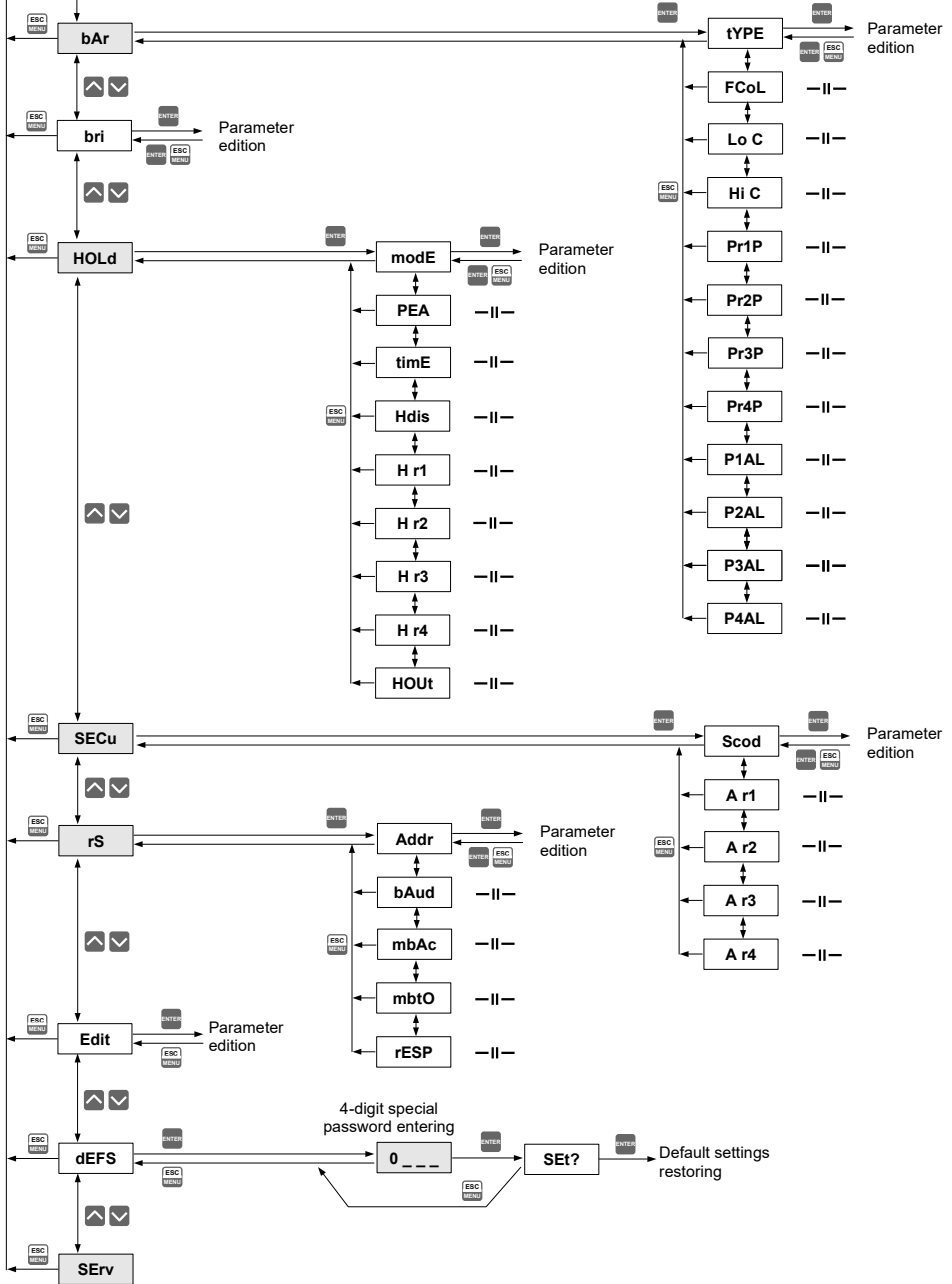 ESC
MENU
bAr
ENTER
tYPE
ENTER
ENTER
ESC
MENU
Parameter
edition
FCoL
–II–
Lo C
–II–
ESC
MENU
Hi C
–II–
Pr1P
–II–
Pr2P
–II–
Pr3P
–II–
Pr4P
–II–
P1AL
–II–
P2AL
–II–
P3AL
–II–
P4AL
–II–
ESC
MENU
bri
ENTER
ENTER
ESC
MENU
Parameter
edition
ESC
MENU
HOLd
ENTER
modE
ENTER
ENTER
ESC
MENU
Parameter
edition
PEA
–II–
timE
–II–
ESC
MENU
Hdis
–II–
H r1
–II–
H r2
–II–
H r3
–II–
H r4
–II–
HOUt
–II–
ESC
MENU
SECu
ENTER
Scod
ENTER
ENTER
ESC
MENU
Parameter
edition
A r1
–II–
ESC
MENU
A r2
–II–
A r3
–II–
A r4
–II–
ESC
MENU
rS
ENTER
Addr
ENTER
ENTER
ESC
MENU
Parameter
edition
bAud
–II–
ESC
MENU
mbAc
–II–
mbtO
–II–
rESP
–II–
ESC
MENU
Edit
ENTER
ESC
MENU
Parameter
edition
4-digit special
password entering
ESC
MENU
dEFS
ENTER
ESC
MENU
0 _ _ _
ENTER
ESC
MENU
SEt?
ENTER
Default settings
restoring
ESC
MENU
SErv